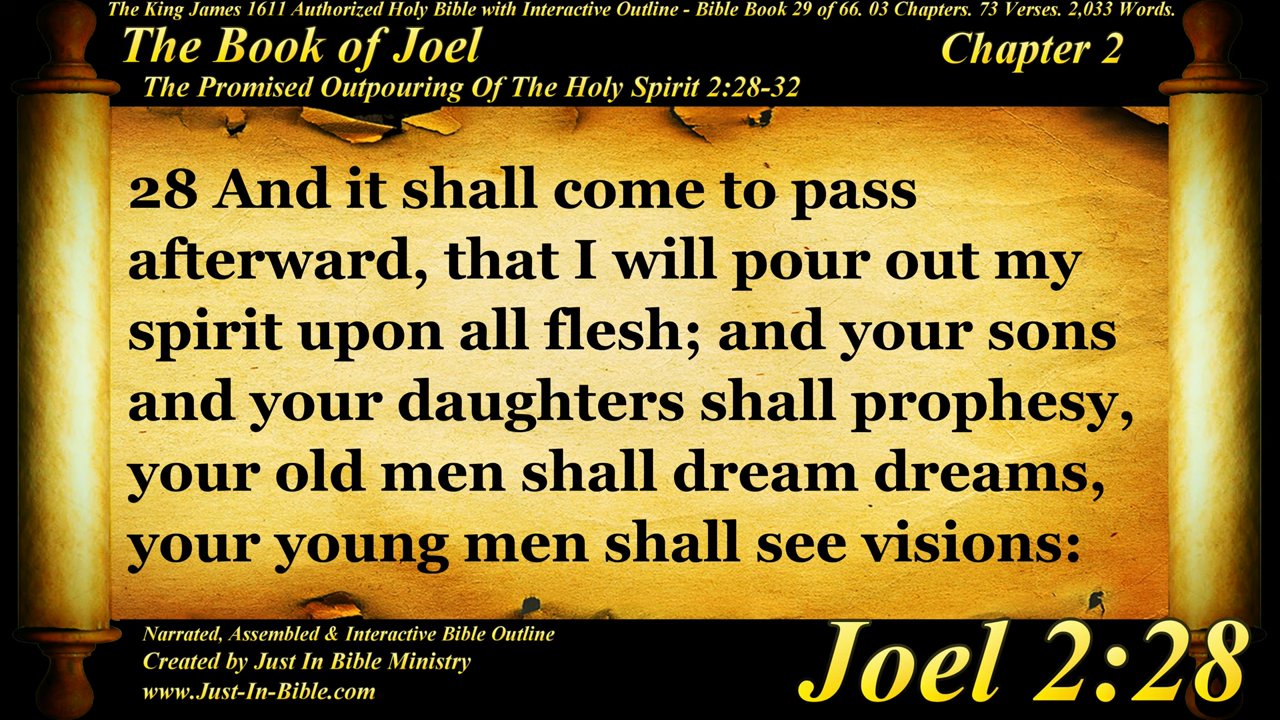 The King James 1611 Authorized Holy Bible with Interactive Outline - Bible Book 29 of 66. 03 Chapters. 73 Verses. 2,033 Words.
The Book of Joel
Chapter 2
The Promised Outpouring Of The Holy Spirit 2:28-32
28 And it shall come to pass
afterward, that I will pour out my
spirit upon all flesh; and your sons
and your daughters shall prophesy,
your old men shall dream dreams,
your young men shall see visions:
Narrated, Assembled & Interactive Bible Outline
Created by Just In Bible Ministry
www.Just-In-Bible.com
Joel 2:28